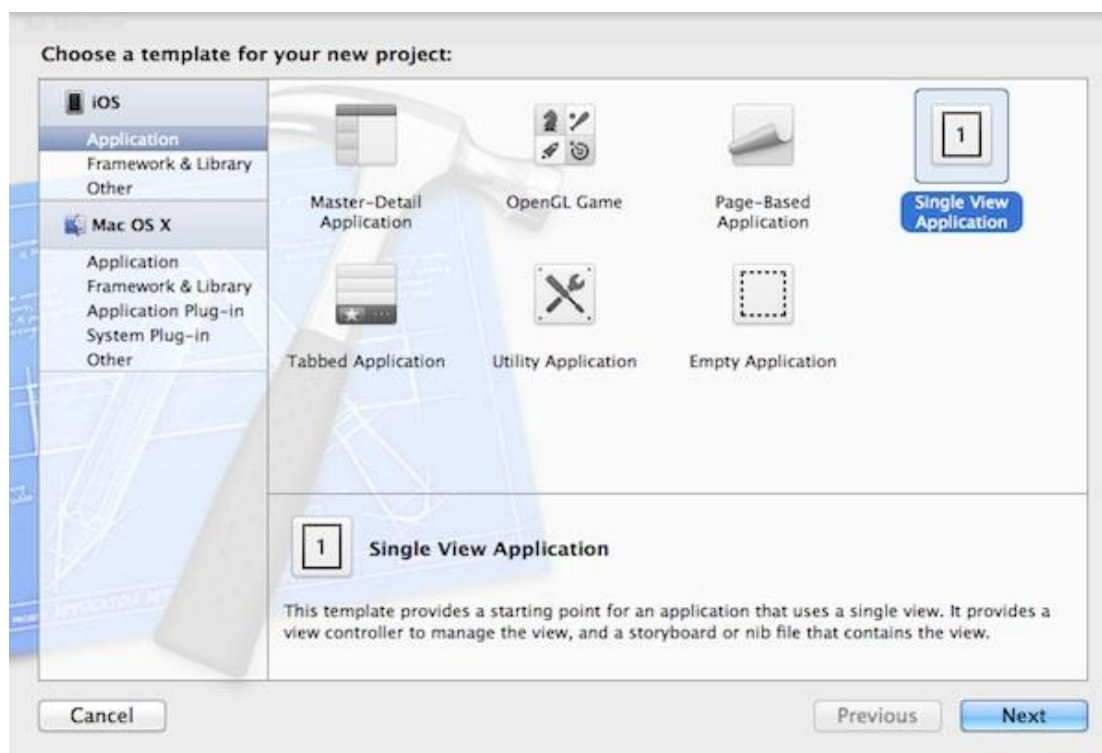 Choose a template for your new project:
iOS
Application
Framework & Library
Other
Mac OS X
Application
Framework & Library
Application Plug-in
System Plug-in
Other
Master-Detail
Application
OpenGL Game
Page-Based
Application
1
Single View
Application
Tabbed Application
Utility Application
Empty Application
1
Single View Application
This template provides a starting point for an application that uses a single view. It provides a
view controller to manage the view, and a storyboard or nib file that contains the view.
Cancel
Previous
Next